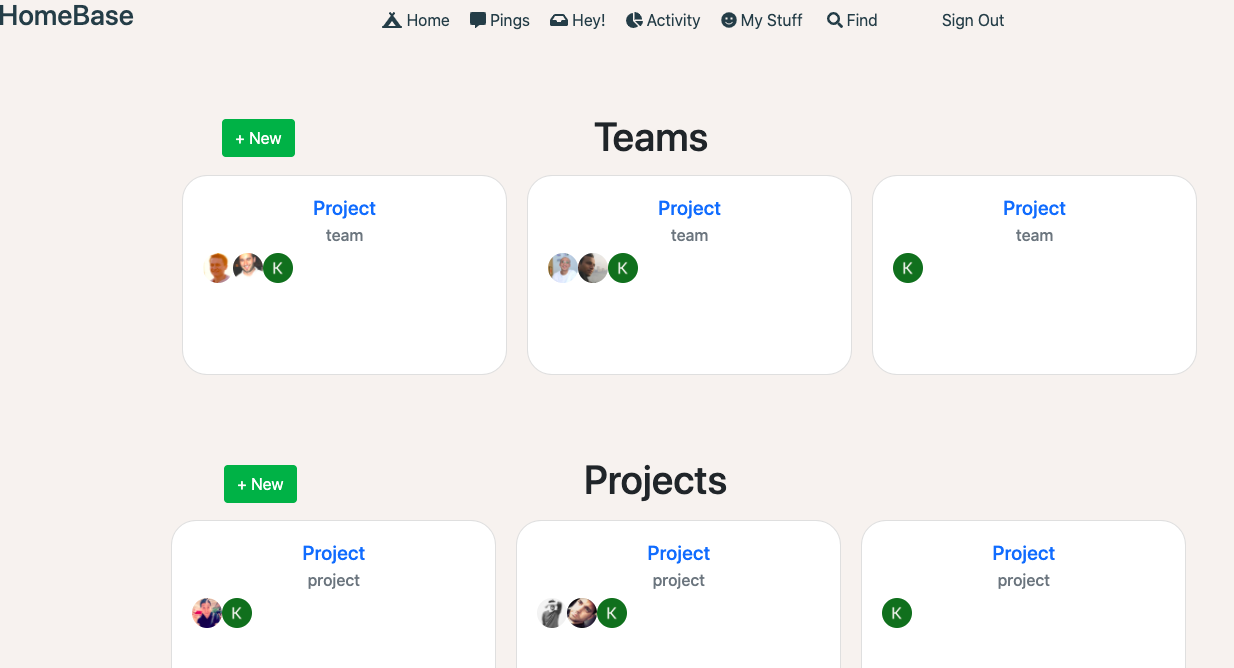 HomeBase
Home Pings Hey! Activity My Stuff Find Sign Out
+ New
Teams
Project Project Project
team team team
K K K
+ New
Projects
Project Project Project
project project project
K K K